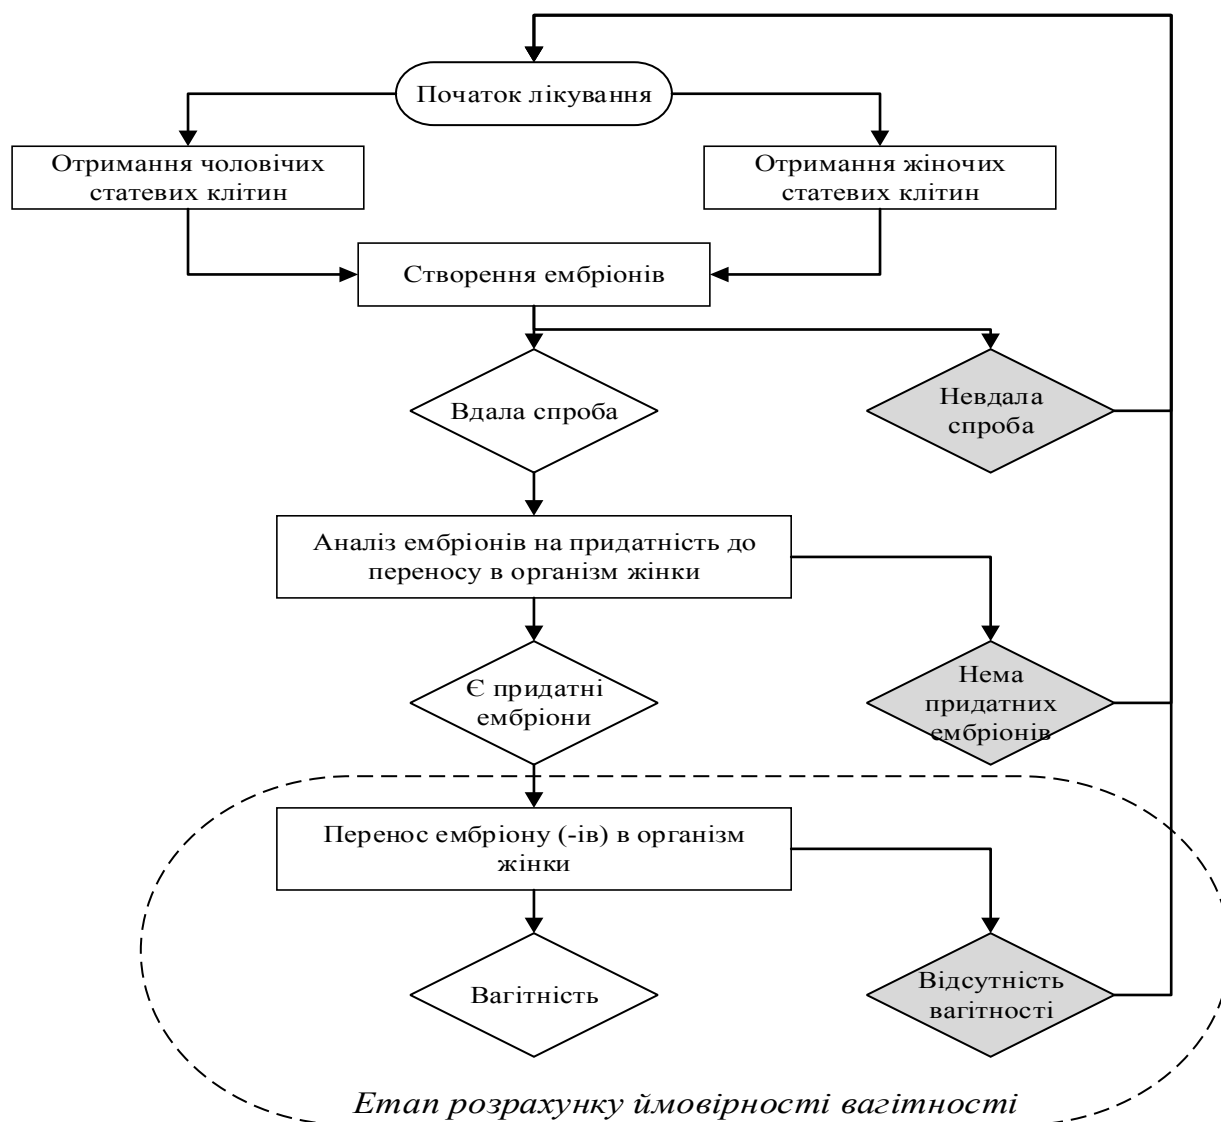 Початок лікування
Отримання чоловічих
статевих клітин
Отримання жіночих
статевих клітин
Створення ембріонів
Вдала спроба
Невдала
спроба
Аналіз ембріонів на придатність до
переносу в організм жінки
Є придатні
ембріони
Нема
придатних
ембріонів
Перенос ембріону (-ів) в організм
жінки
Вагітність
Відсутність
вагітності
Етап розрахунку ймовірності вагітності